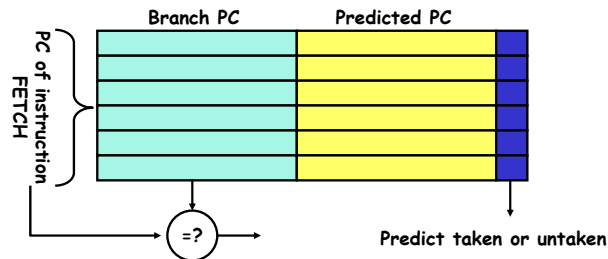 Branch PC
Predicted PC
PC of instruction
FETCH
=?
Predict taken or untaken